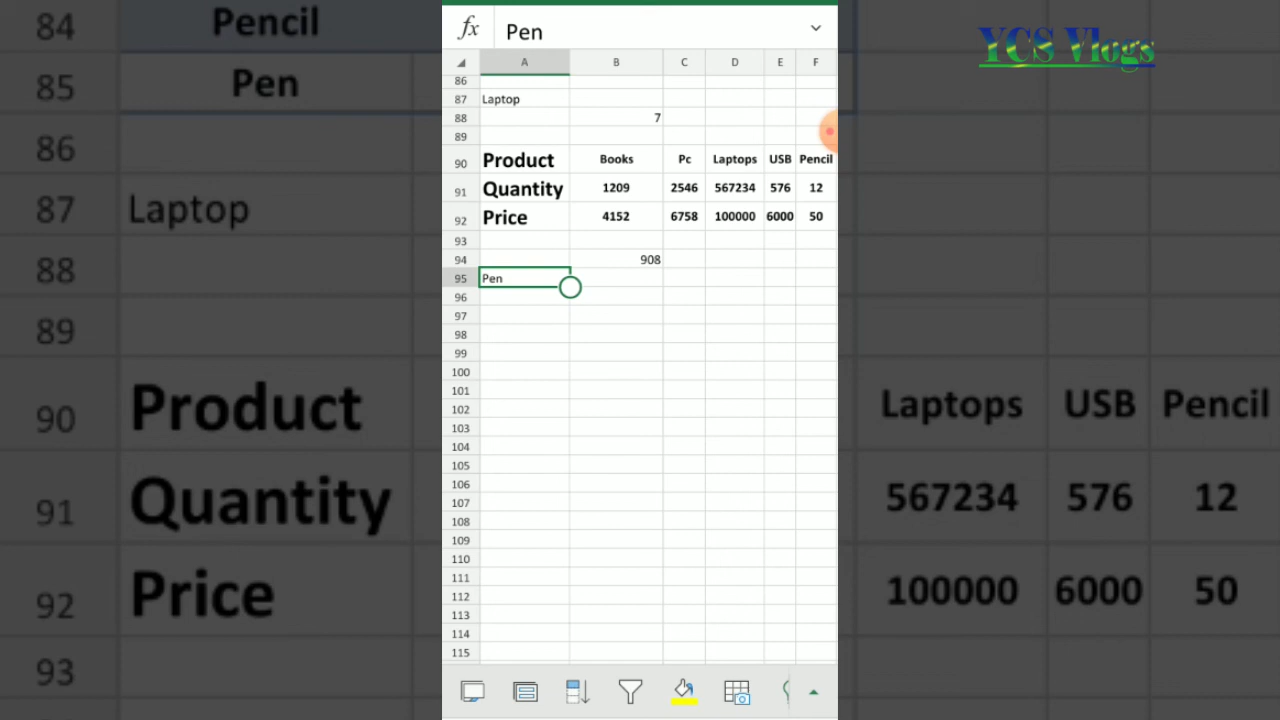 84 Pencil
85 Pen
86
87 Laptop
88
89
90 Product Laptops USB Pencil
91 Quantity 567234 576 12
92 Price 100000 6000 50
93
YCS Vlogs
fx Pen
A B C D E F
86
87 Laptop
88 7
89
90 Product Books Pc Laptops USB Pencil
91 Quantity 1209 2546 567234 576 12
92 Price 4152 6758 100000 6000 50
93
94 908
95 Pen
96
97
98
99
100
101
102
103
104
105
106
107
108
109
110
111
112
113
114
115